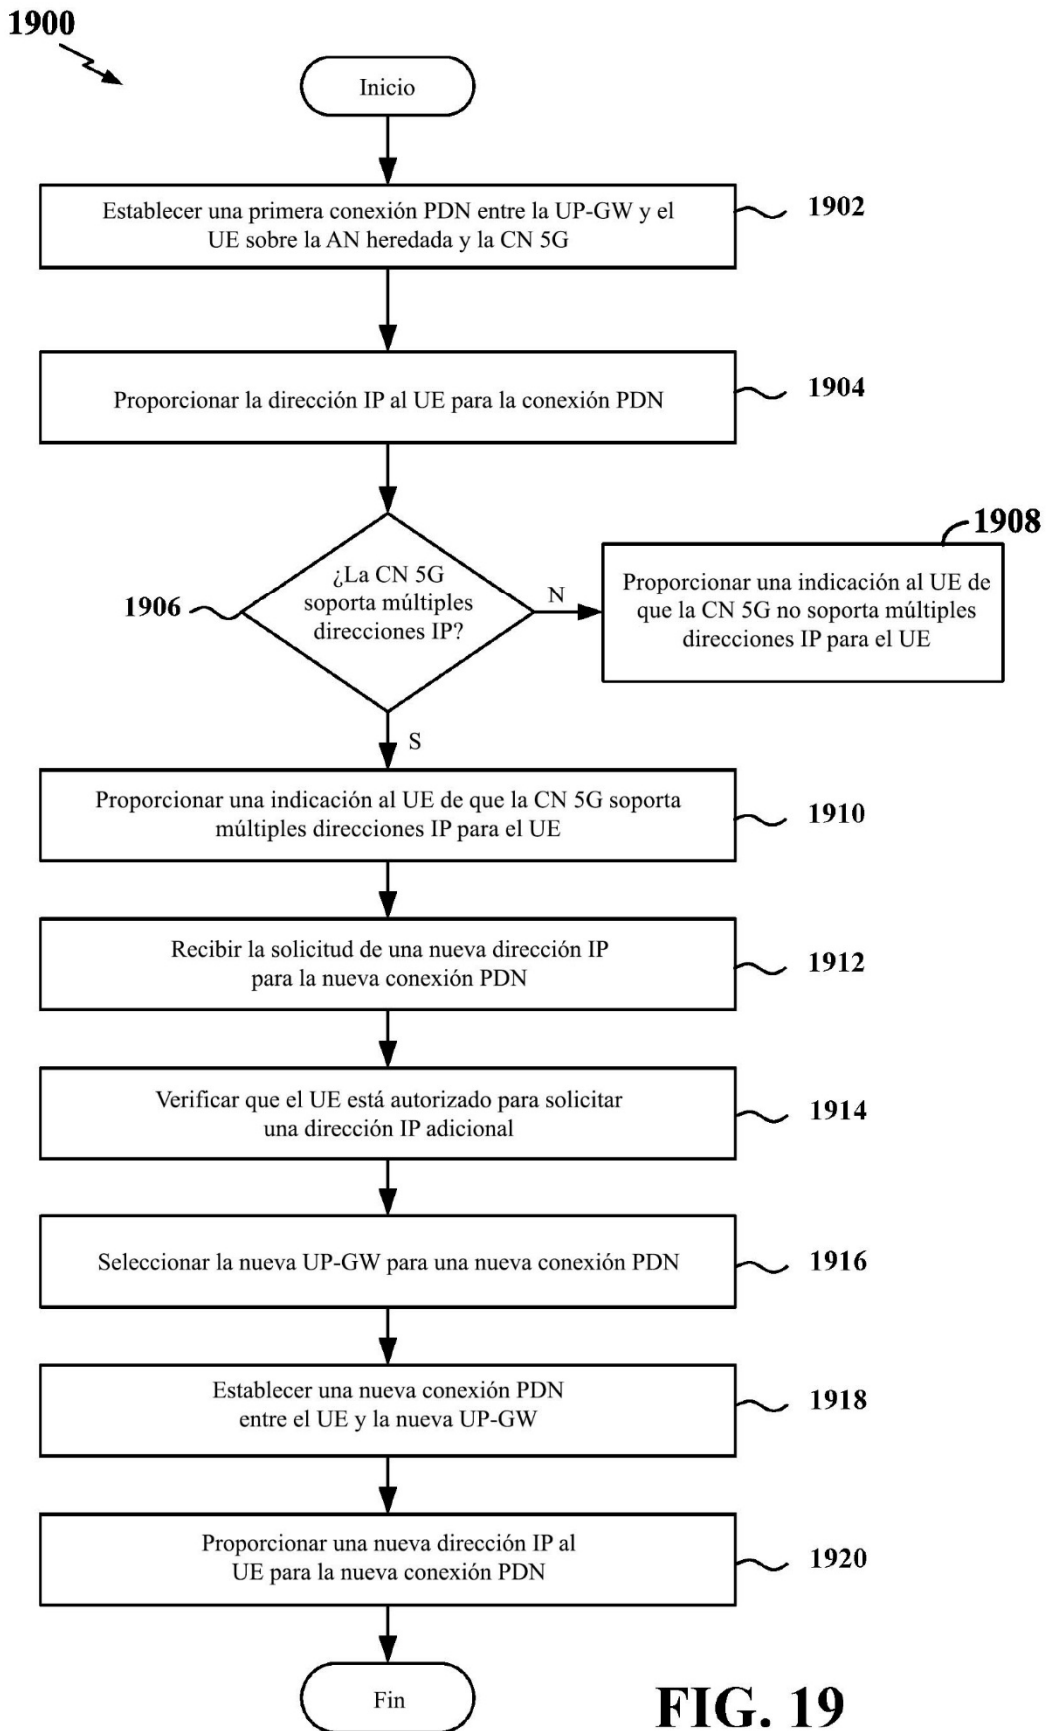 1900
Inicio
Establecer una primera conexión PDN entre la UP-GW y el
UE sobre la AN heredada y la CN 5G
1902
Proporcionar la dirección IP al UE para la conexión PDN
1904
¿La CN 5G
soporta múltiples
direcciones IP?
1906
N
1908
Proporcionar una indicación al UE de
que la CN 5G no soporta múltiples
direcciones IP para el UE
S
Proporcionar una indicación al UE de que la CN 5G soporta
múltiples direcciones IP para el UE
1910
Recibir la solicitud de una nueva dirección IP
para la nueva conexión PDN
1912
Verificar que el UE está autorizado para solicitar
una dirección IP adicional
1914
Seleccionar la nueva UP-GW para una nueva conexión PDN
1916
Establecer una nueva conexión PDN
entre el UE y la nueva UP-GW
1918
Proporcionar una nueva dirección IP al
UE para la nueva conexión PDN
1920
Fin
FIG. 19